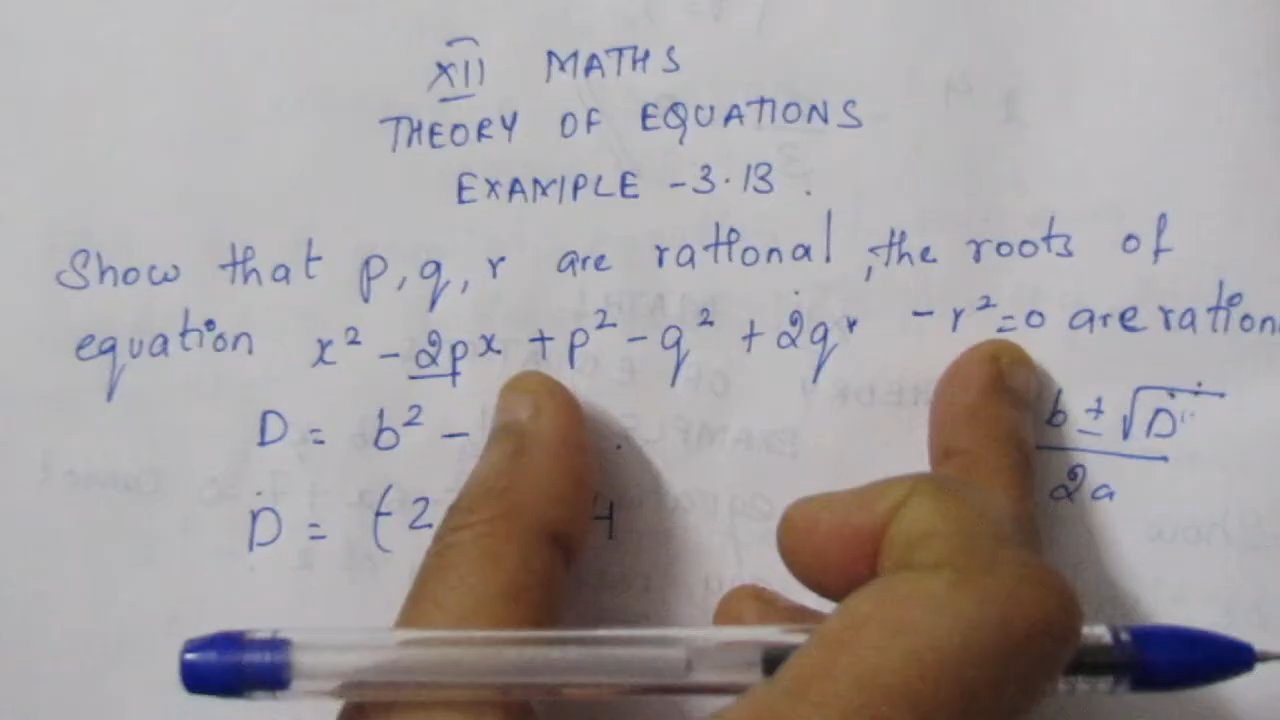 XII MATHS
THEORY OF EQUATIONS
EXAMPLE -3.13.
Show that p, q, r are rational, the roots of
equation x² - 2px + p² - q² + 2qr - r² = 0 are ration
D = b² -
b ± √D
2a
D = (-2 4